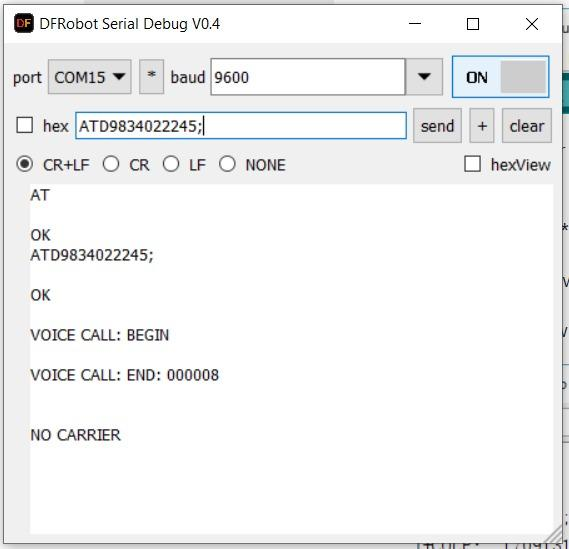 DF DFRobot Serial Debug V0.4
port COM15 * baud 9600 ON
hex ATD9834022245; send + clear
CR+LF CR LF NONE hexView
AT
OK
ATD9834022245;
OK
VOICE CALL: BEGIN
VOICE CALL: END: 000008
NO CARRIER